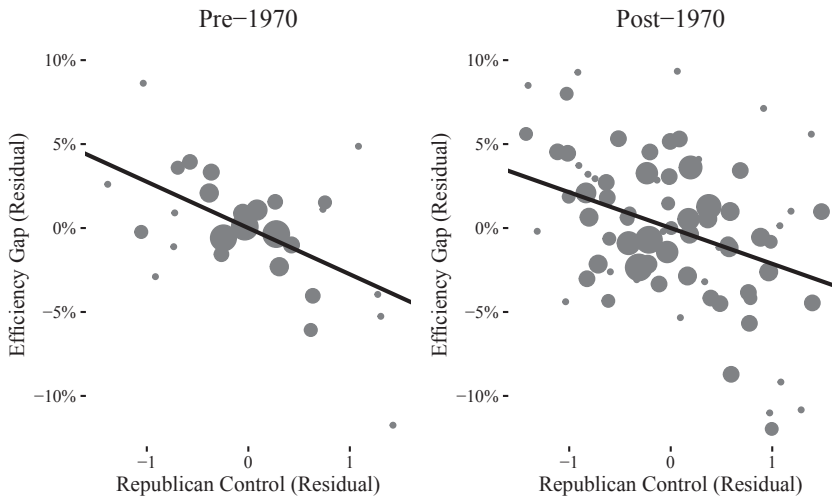 Pre−1970
10%
5%
0%
−5%
−10%
−1
0
1
Efficiency Gap (Residual)
Republican Control (Residual)
Post−1970
10%
5%
0%
−5%
−10%
−1
0
1
Efficiency Gap (Residual)
Republican Control (Residual)